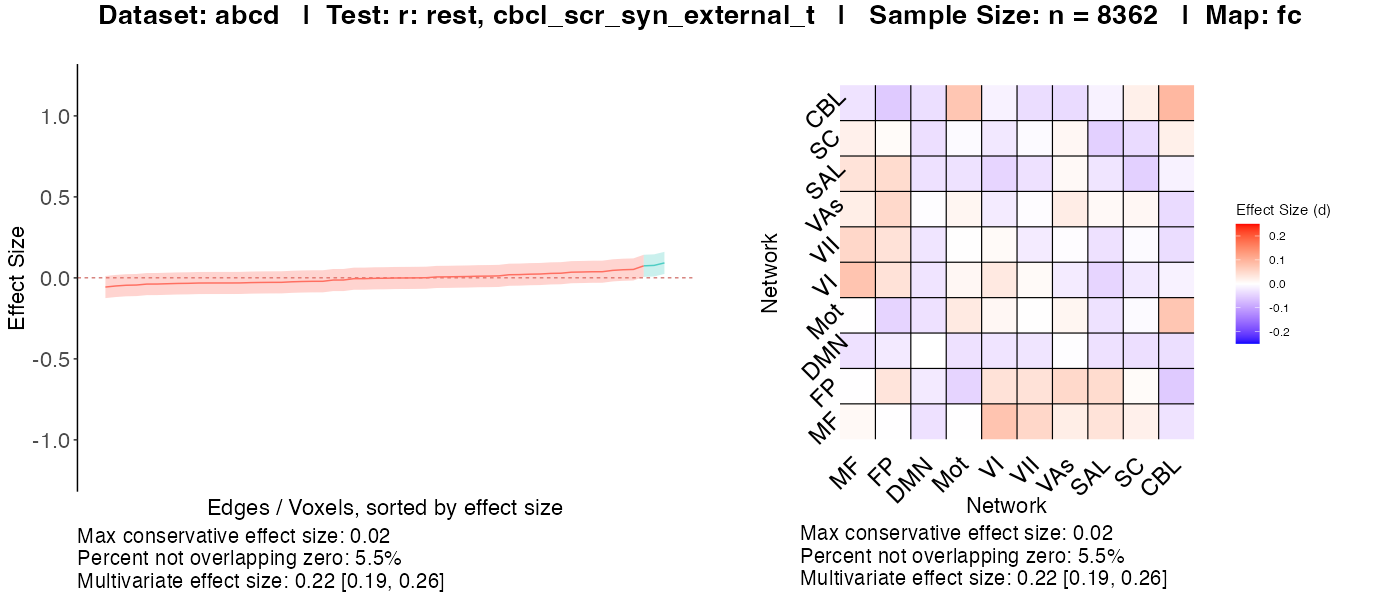 Dataset: abcd | Test: r: rest, cbcl_scr_syn_external_t | Sample Size: n = 8362 | Map: fc
Effect Size
1.0
0.5
0.0
-0.5
-1.0
Edges / Voxels, sorted by effect size
Max conservative effect size: 0.02
Percent not overlapping zero: 5.5%
Multivariate effect size: 0.22 [0.19, 0.26]
Network
CBL
SC
SAL
VAs
VII
VI
Mot
DMN
FP
MF
MF FP DMN Mot VI VII VAs SAL SC CBL
Network
Max conservative effect size: 0.02
Percent not overlapping zero: 5.5%
Multivariate effect size: 0.22 [0.19, 0.26]
Effect Size (d)
0.2
0.1
0.0
-0.1
-0.2